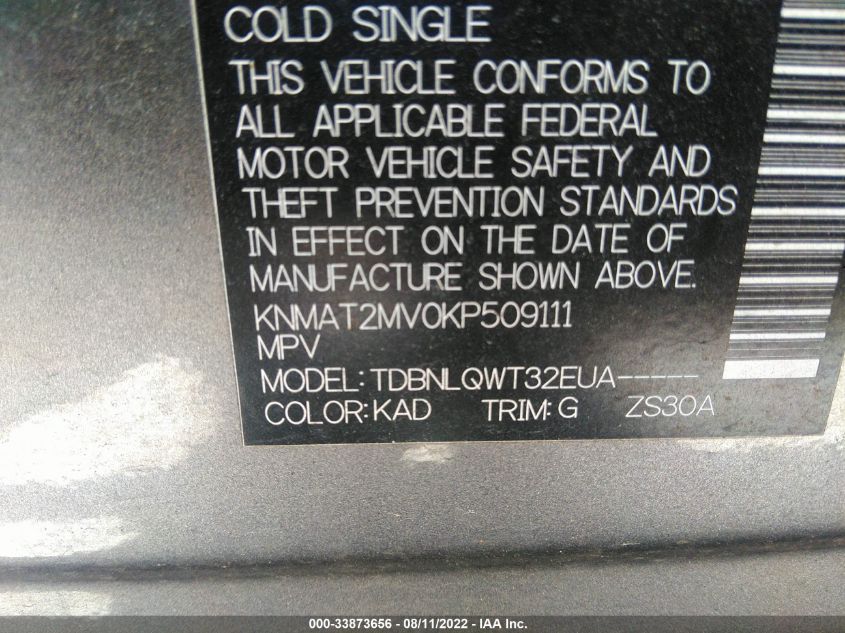 COLD SINGLE
THIS VEHICLE CONFORMS TO
ALL APPLICABLE FEDERAL
MOTOR VEHICLE SAFETY AND
THEFT PREVENTION STANDARDS
IN EFFECT ON THE DATE OF
MANUFACTURE SHOWN ABOVE.
KNMAT2MV0KP509111
MPV
MODEL:TDBNLQWT32EUA-----
COLOR:KAD TRIM:G ZS30A
000-33873656 - 08/11/2022 - IAA Inc.